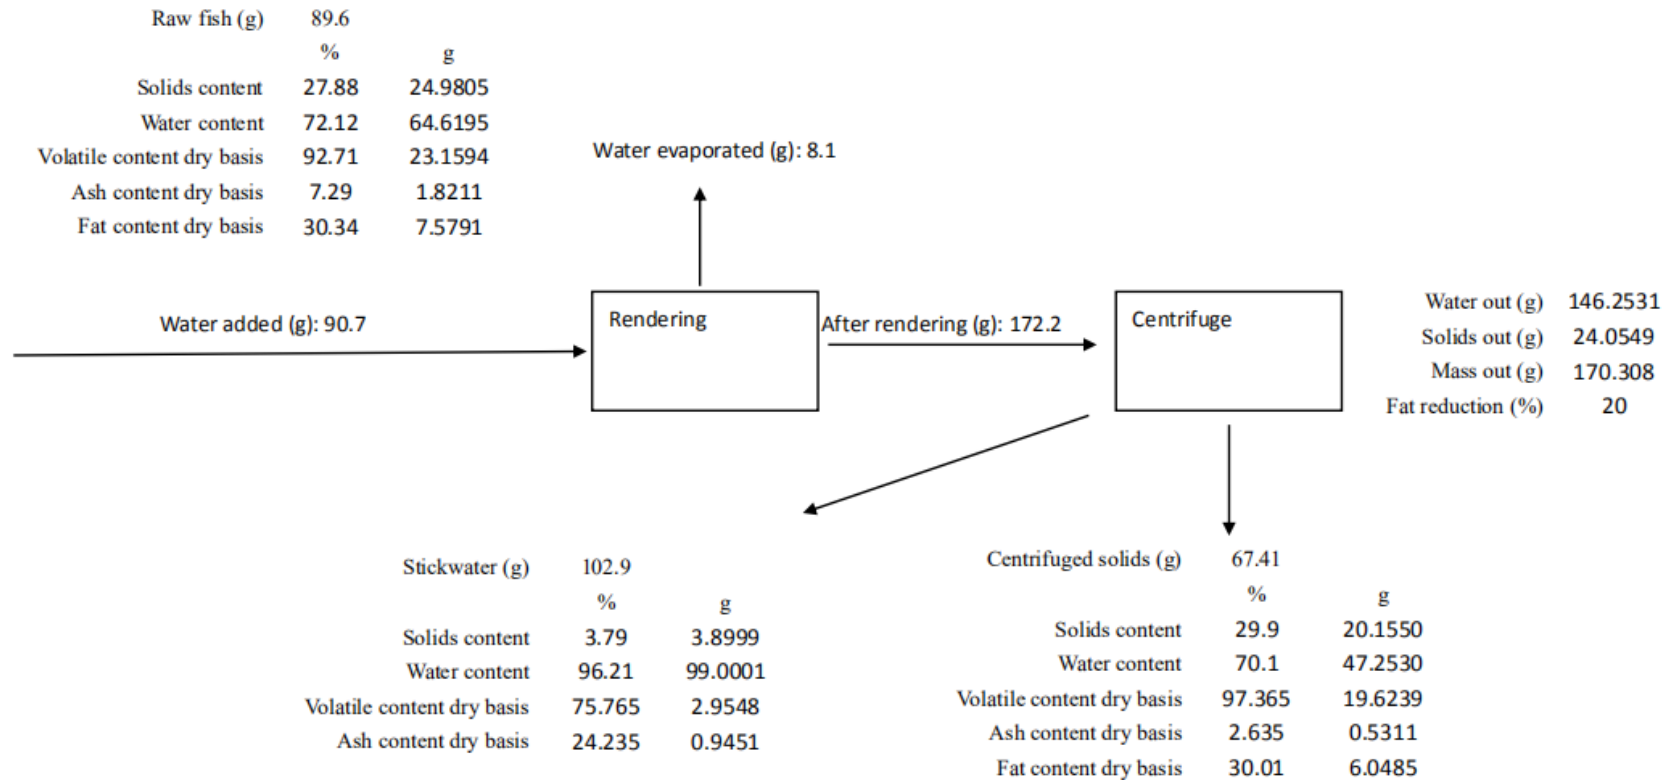 Raw fish (g) 89.6
% g
Solids content 27.88 24.9805
Water content 72.12 64.6195
Volatile content dry basis 92.71 23.1594
Ash content dry basis 7.29 1.8211
Fat content dry basis 30.34 7.5791
Water evaporated (g): 8.1
Water added (g): 90.7
Rendering
After rendering (g): 172.2
Centrifuge
Water out (g) 146.2531
Solids out (g) 24.0549
Mass out (g) 170.308
Fat reduction (%) 20
Stickwater (g) 102.9
% g
Solids content 3.79 3.8999
Water content 96.21 99.0001
Volatile content dry basis 75.765 2.9548
Ash content dry basis 24.235 0.9451
Centrifuged solids (g) 67.41
% g
Solids content 29.9 20.1550
Water content 70.1 47.2530
Volatile content dry basis 97.365 19.6239
Ash content dry basis 2.635 0.5311
Fat content dry basis 30.01 6.0485